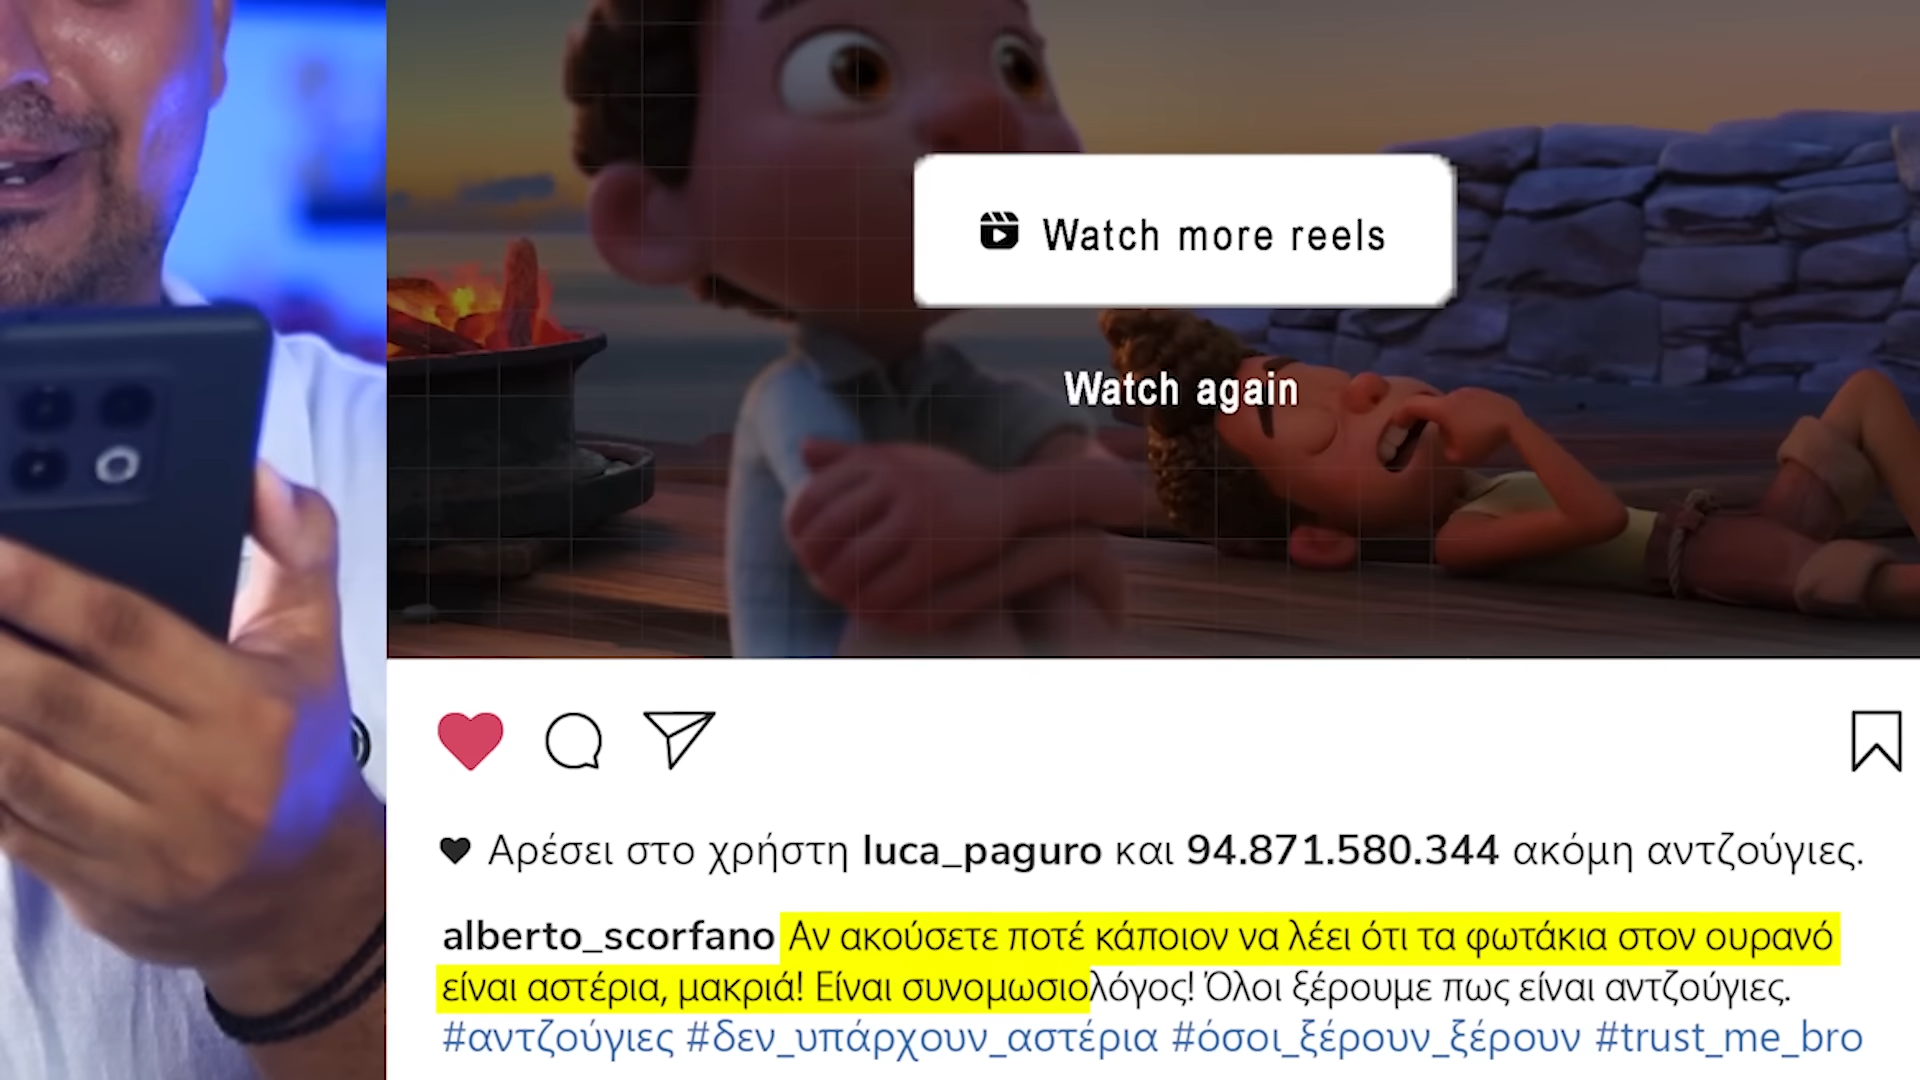 Watch more reels
Watch again
Αρέσει στο χρήστη luca_paguro και 94.871.580.344 ακόμη αντζούγιες.
alberto_scorfano Αν ακούσετε ποτέ κάποιον να λέει ότι τα φωτάκια στον ουρανό
είναι αστέρια, μακριά! Είναι συνομωσιολόγος! Όλοι ξέρουμε πως είναι αντζούγιες.
#αντζούγιες #δεν_υπάρχουν_αστέρια #όσοι_ξέρουν_ξέρουν #trust_me_bro